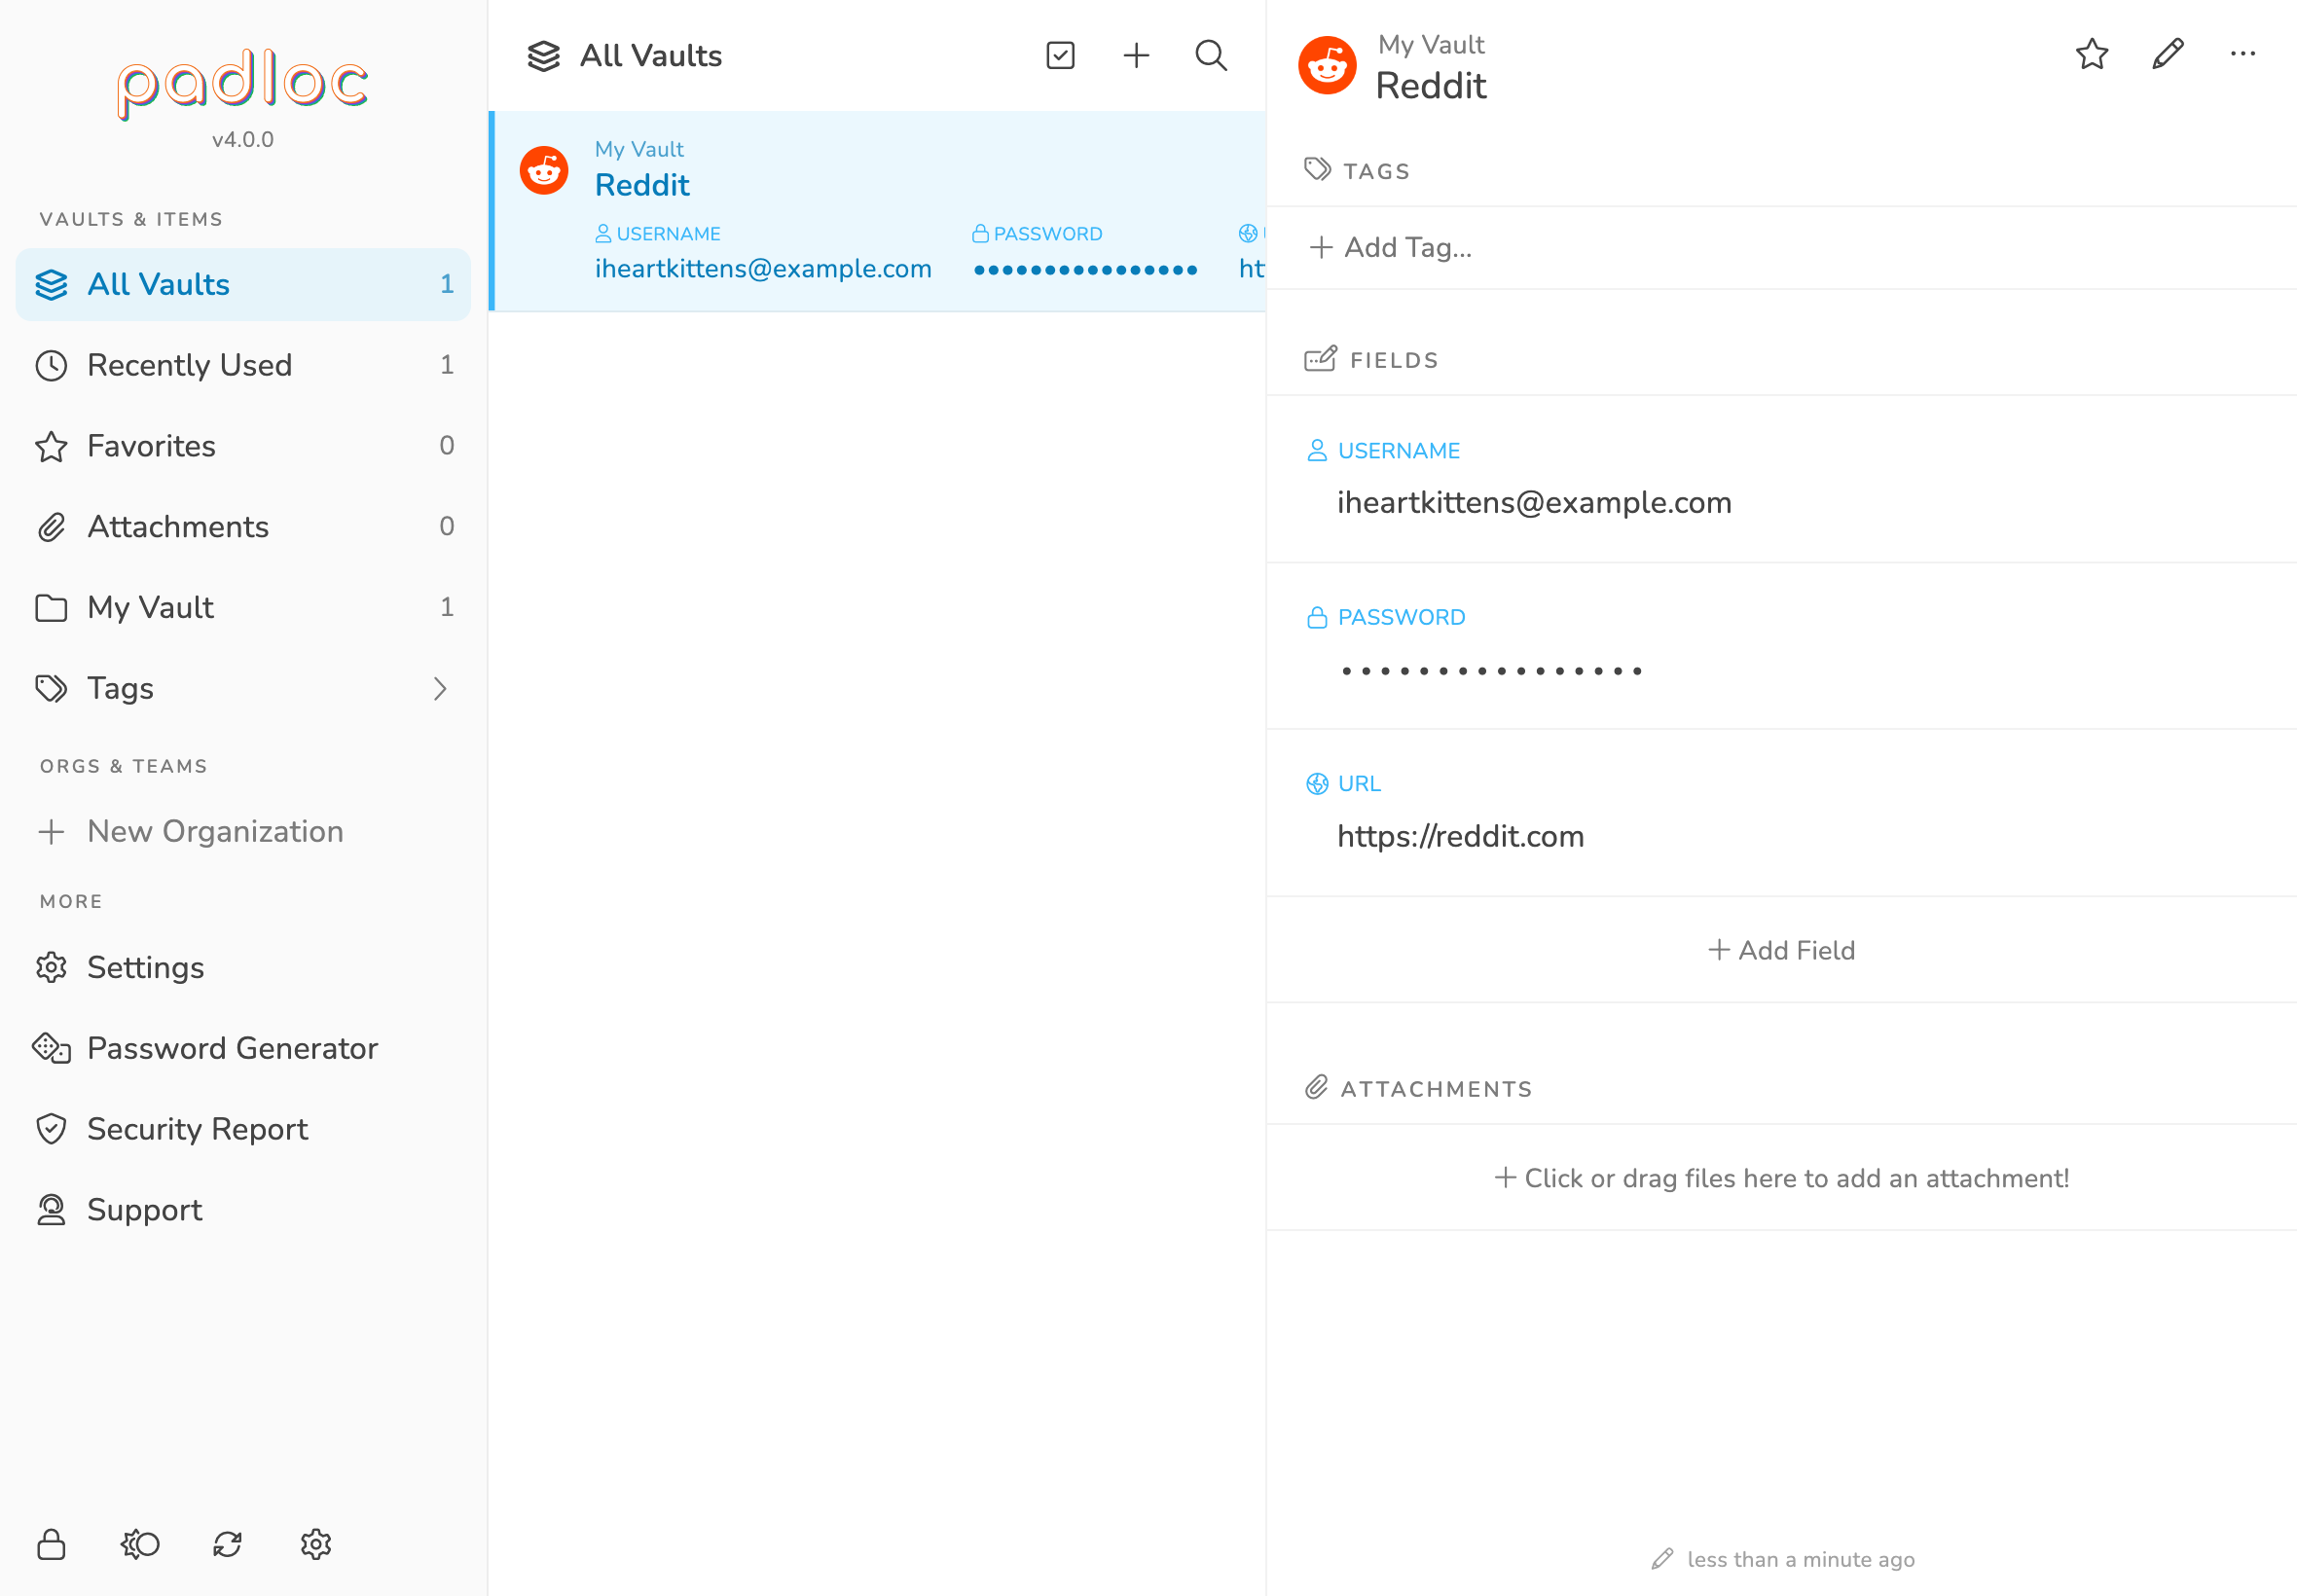 padloc
v4.0.0
VAULTS & ITEMS
All Vaults 1
Recently Used 1
Favorites 0
Attachments 0
My Vault 1
Tags
ORGS & TEAMS
New Organization
MORE
Settings
Password Generator
Security Report
Support
All Vaults
My Vault
Reddit
USERNAME PASSWORD
iheartkittens@example.com ●●●●●●●●●●●●●●●● ht
My Vault
Reddit
TAGS
Add Tag...
FIELDS
USERNAME
iheartkittens@example.com
PASSWORD
••••••••••••••••
URL
https://reddit.com
Add Field
ATTACHMENTS
Click or drag files here to add an attachment!
less than a minute ago